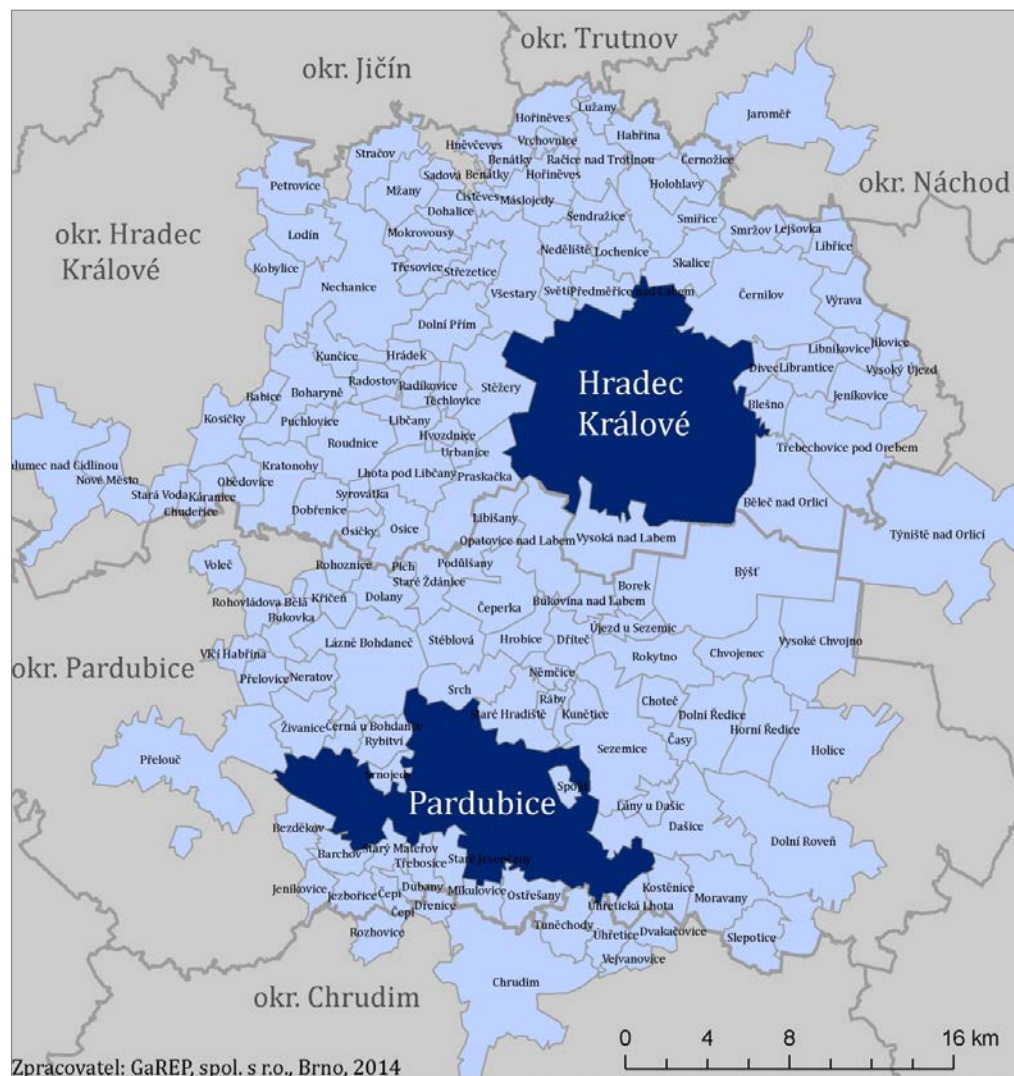 okr. Trutnov
okr. Jičín
Lužany
Hořiněves
Jaroměř
Vrchovnice
Habřina
Hněvčeves
Stračov
Benátky
Račice nad Trotinou
Černožice
Sadová
Benátky
Hořiněves
Petrovice
Mžany
Čistěves
Máslojedy
Holohlavy
okr. Náchod
Dohalice
Sendražice
Smiřice
Lodín
Mokrovousy
Smržov
Lejšovka
okr. Hradec
Králové
Neděliště
Lochenice
Libřice
Kobylice
Třesovice
Střezetice
Skalice
Nechanice
Všestary
Světí
Předměřice nad Labem
Černilov
Výrava
Dolní Přím
Kunčice
Hrádek
Libníkovice
Jílovice
Divec
Librantice
Vysoký Újezd
Radostov
Radíkovice
Stěžery
Hradec
Králové
Babice
Boharyně
Těchlovice
Blešno
Jeníkovice
Kosičky
Puchlovice
Libčany
Roudnice
Hvozdnice
Třebechovice pod Orebem
Urbanice
Kratonohy
Lhota pod Libčany
Praskačka
Nové Město
Obědovice
Stará Voda
Káranice
Syrovátka
Chudeřice
Dobřenice
Libišany
Běleč nad Orlicí
Osičky
Osice
Opatovice nad Labem
Vysoká nad Labem
Týniště nad Orlicí
Voleč
Rohoznice
Plch
Podůlšany
Býšť
Staré Ždánice
Borek
Rohovládova Bělá
Křičeň
Dolany
Bukovka
Čeperka
Bukovina nad Labem
Lázně Bohdaneč
Stéblová
Hrobice
Dříteč
Újezd u Sezemic
Vysoké Chvojno
Vlčí Habřina
Rokytno
Chvojenec
okr. Pardubice
Přelovice
Neratov
Němčice
Srch
Ráby
Choteč
Staré Hradiště
Kunětice
Dolní Ředice
Živanice
Černá u Bohdanče
Horní Ředice
Rybitví
Časy
Sezemice
Holice
Přelouč
Srnojedy
Spojil
Pardubice
Lány u Dašic
Bezděkov
Dašice
Dolní Roveň
Barchov
Starý Mateřov
Třebosice
Staré Jesenčany
Jeníkovice
Jezbořice
Čepí
Dubany
Mikulovice
Ostřešany
Kostěnice
Moravany
Čepí
Dřenice
Úhřetická Lhota
Rozhovice
Tuněchody
Úhřetice
Dvakačovice
Slepotice
Vejvanovice
Chrudim
okr. Chrudim
0 4 8 16 km
Zpracovatel: GaREP, spol. s r.o., Brno, 2014